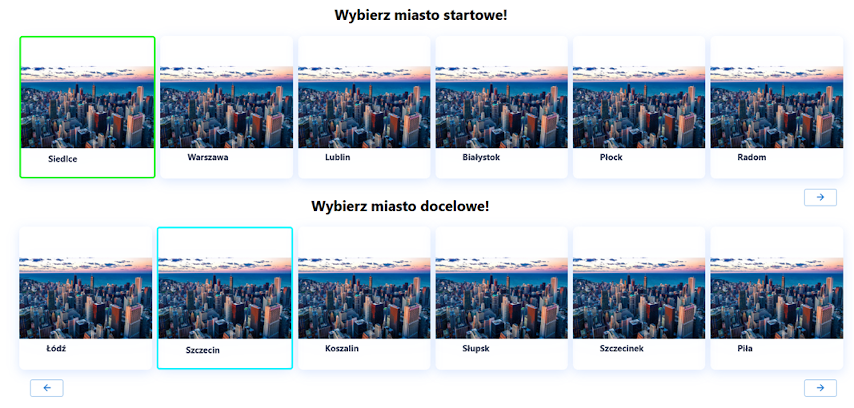 Wybierz miasto startowe!
Siedlce
Warszawa
Lublin
Białystok
Płock
Radom
Wybierz miasto docelowe!
Łódź
Szczecin
Koszalin
Słupsk
Szczecinek
Piła